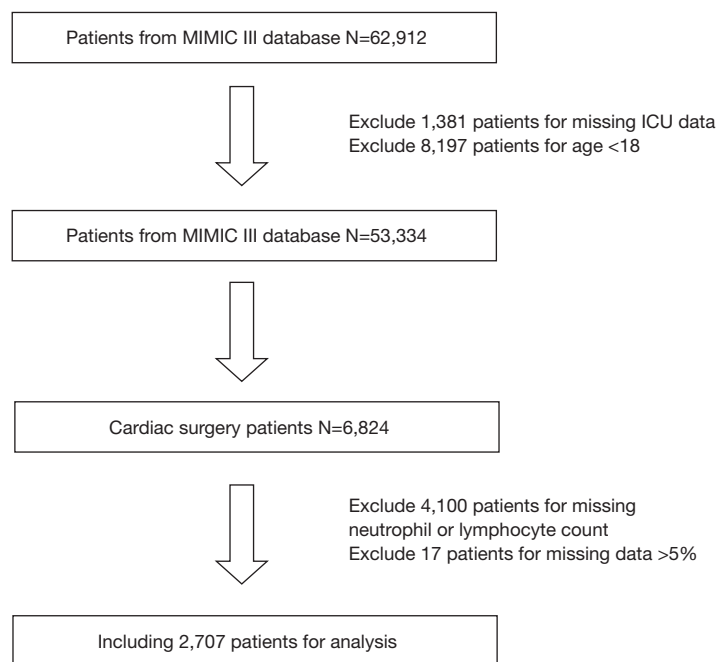 Patients from MIMIC III database N=62,912
Exclude 1,381 patients for missing ICU data
Exclude 8,197 patients for age <18
Patients from MIMIC III database N=53,334
Cardiac surgery patients N=6,824
Exclude 4,100 patients for missing
neutrophil or lymphocyte count
Exclude 17 patients for missing data >5%
Including 2,707 patients for analysis